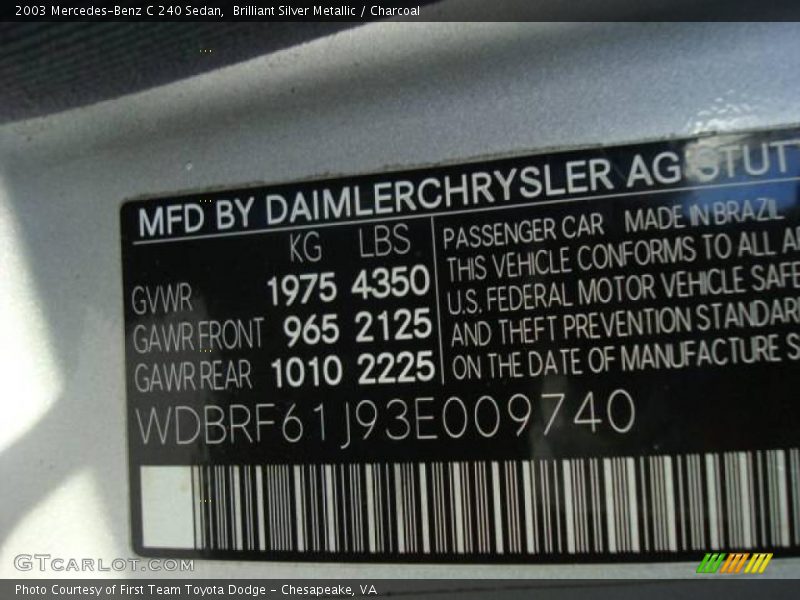 2003 Mercedes-Benz C 240 Sedan,  Brilliant Silver Metallic / Charcoal
MFD BY DAIMLERCHRYSLER AG STUTT
KG LBS
GVWR 1975 4350
GAWR FRONT 965 2125
GAWR REAR 1010 2225
PASSENGER CAR MADE IN BRAZIL
THIS VEHICLE CONFORMS TO ALL
U.S. FEDERAL MOTOR VEHICLE SAFE
AND THEFT PREVENTION STANDAR
ON THE DATE OF MANUFACTURE S
WDBRF61J93E009740
GTCARLOT.COM
Photo Courtesy of First Team Toyota Dodge - Chesapeake, VA